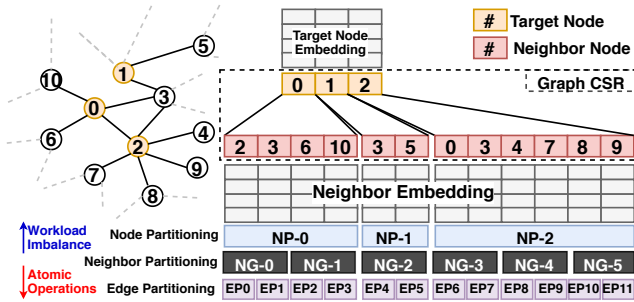 # Target Node
# Neighbor Node
Target Node
Embedding
Graph CSR
0 1 2
5
1
10
3
0
6
2
4
7
9
8
2 3 6 10 3 5 0 3 4 7 8 9
Neighbor Embedding
Workload
Imbalance
Node Partitioning
NP-0 NP-1 NP-2
Neighbor Partitioning
NG-0 NG-1 NG-2 NG-3 NG-4 NG-5
Atomic
Operations
Edge Partitioning
EP0 EP1 EP2 EP3 EP4 EP5 EP6 EP7 EP8 EP9 EP10 EP11